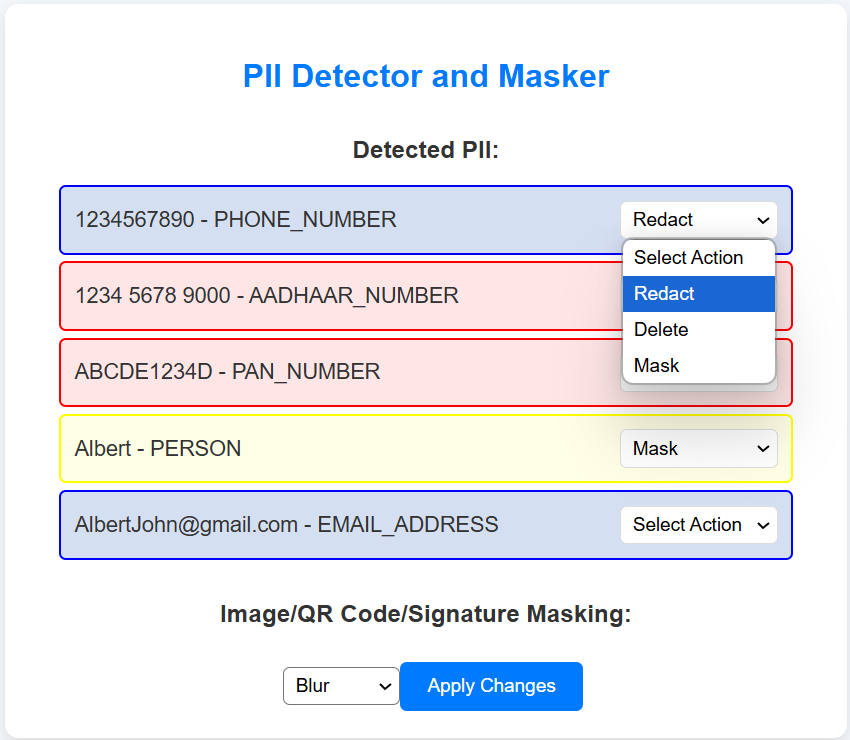 PII Detector and Masker
Detected PII:
1234567890 - PHONE_NUMBER
Redact
Select Action
Redact
Delete
Mask
1234 5678 9000 - AADHAAR_NUMBER
ABCDE1234D - PAN_NUMBER
Albert - PERSON
Mask
AlbertJohn@gmail.com - EMAIL_ADDRESS
Select Action
Image/QR Code/Signature Masking:
Blur
Apply Changes